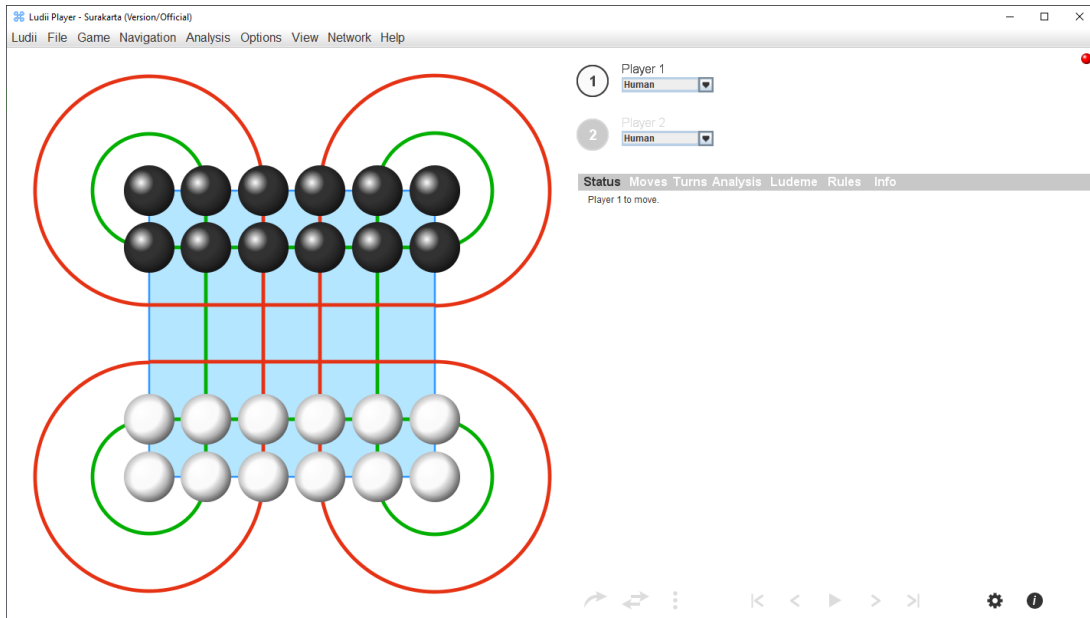 Ludii Player - Surakarta (Version/Official)
Ludii File Game Navigation Analysis Options View Network Help
1
Player 1
Human
2
Player 2
Human
Status Moves Turns Analysis Ludeme Rules Info
Player 1 to move.
i